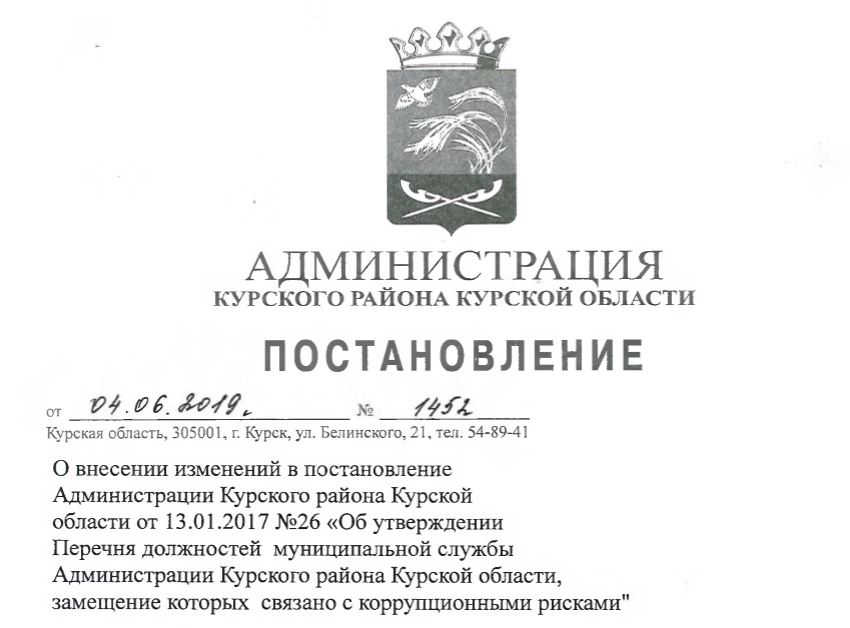 АДМИНИСТРАЦИЯ
КУРСКОГО РАЙОНА КУРСКОЙ ОБЛАСТИ
ПОСТАНОВЛЕНИЕ
от 04.06.2019г. № 1452
Курская область, 305001, г. Курск, ул. Белинского, 21, тел. 54-89-41
О внесении изменений в постановление
Администрации Курского района Курской
области от 13.01.2017 №26 «Об утверждении
Перечня должностей муниципальной службы
Администрации Курского района Курской области,
замещение которых связано с коррупционными рисками"